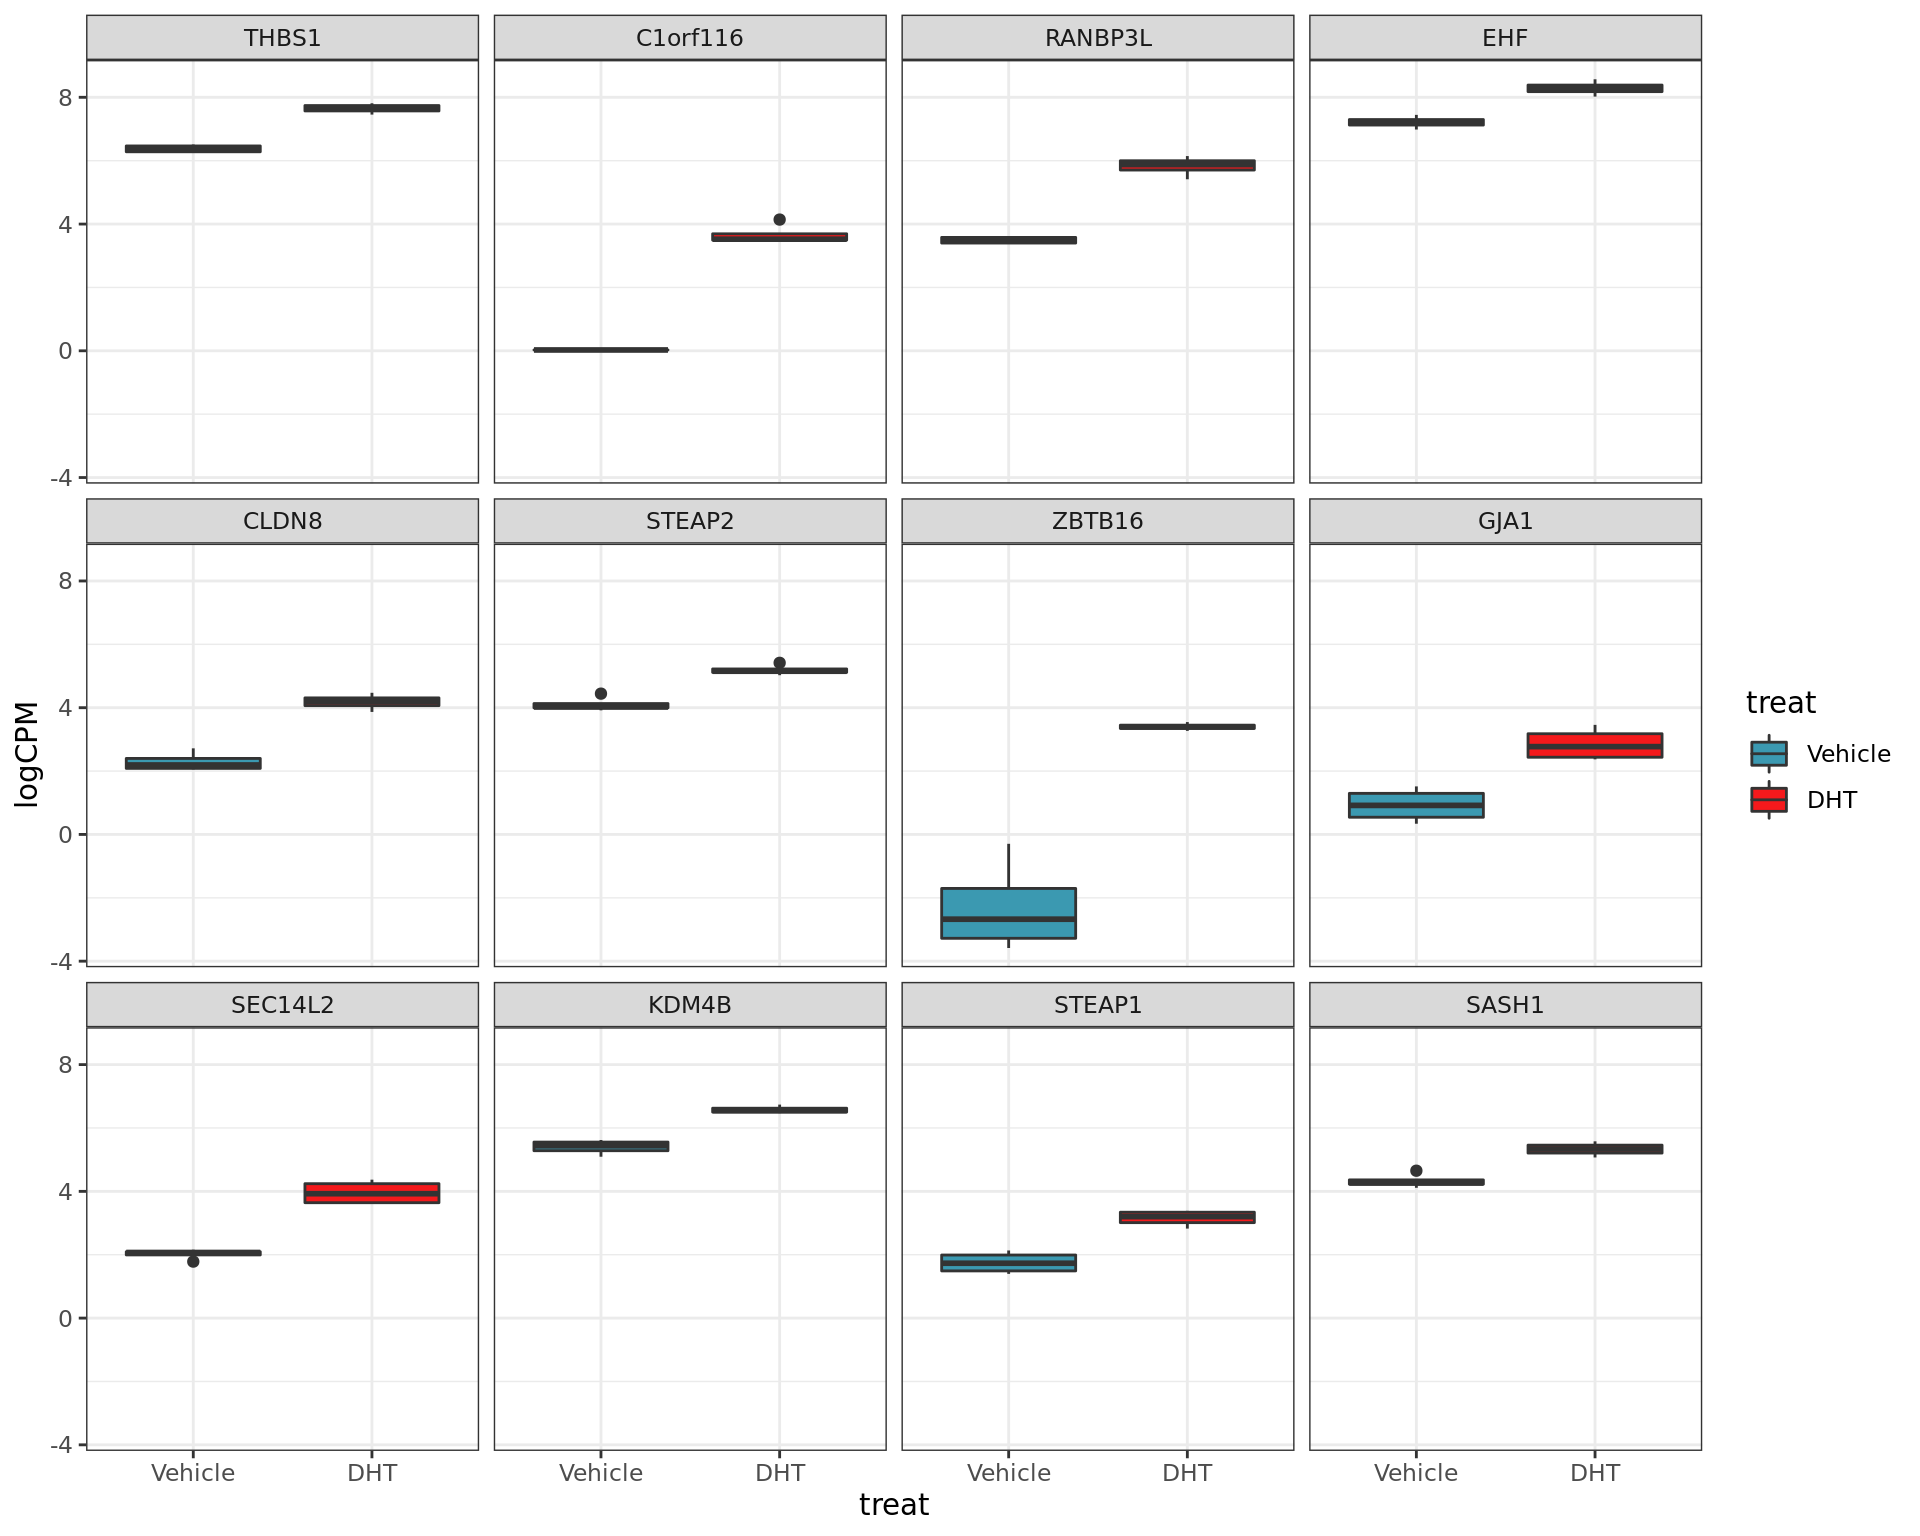 THBS1 C1orf116 RANBP3L EHF
8
4
0
-4
CLDN8 STEAP2 ZBTB16 GJA1
8
4
0
-4
SEC14L2 KDM4B STEAP1 SASH1
8
4
0
-4
Vehicle DHT Vehicle DHT Vehicle DHT Vehicle DHT
treat
logCPM
treat
Vehicle
DHT